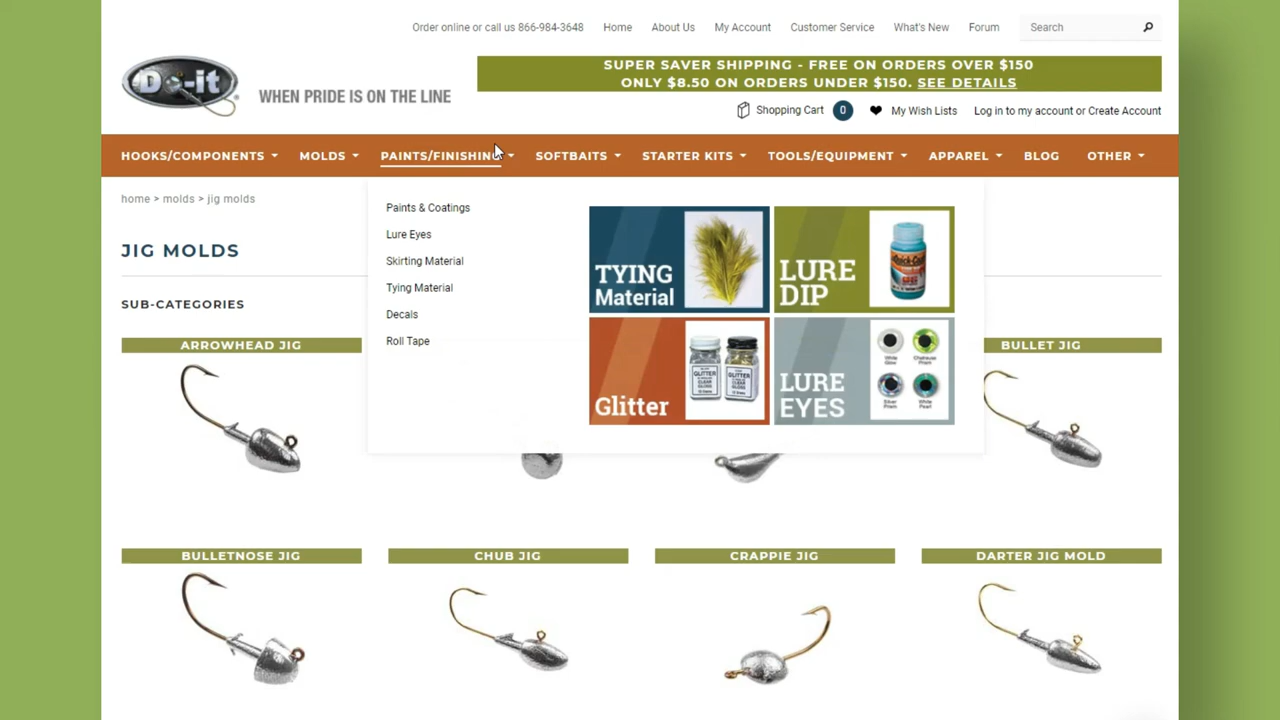 Order online or call us 866-984-3648 Home About Us My Account Customer Service What's New Forum Search
SUPER SAVER SHIPPING - FREE ON ORDERS OVER $150
ONLY $8.50 ON ORDERS UNDER $150. SEE DETAILS
Do-it
WHEN PRIDE IS ON THE LINE
Shopping Cart 0 My Wish Lists Log in to my account or Create Account
HOOKS/COMPONENTS MOLDS PAINTS/FINISHING SOFTBAITS STARTER KITS TOOLS/EQUIPMENT APPAREL BLOG OTHER
home > molds > jig molds
JIG MOLDS
SUB-CATEGORIES
Paints & Coatings
Lure Eyes
Skirting Material
Tying Material
Decals
Roll Tape
TYING
Material
LURE
DIP
Glitter
GLITTER
GLITTER
LURE
EYES
ARROWHEAD JIG
BULLET JIG
BULLETNOSE JIG
CHUB JIG
CRAPPIE JIG
DARTER JIG MOLD